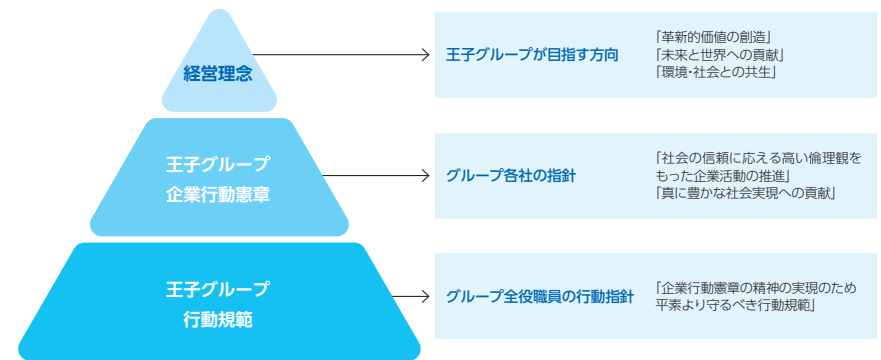 経営理念
王子グループが目指す方向
「革新的価値の創造」
「未来と世界への貢献」
「環境・社会との共生」
王子グループ
企業行動憲章
グループ各社の指針
「社会の信頼に応える高い倫理観を
もった企業活動の推進」
「真に豊かな社会実現への貢献」
王子グループ
行動規範
グループ全役職員の行動指針
「企業行動憲章の精神の実現のため
平素より守るべき行動規範」